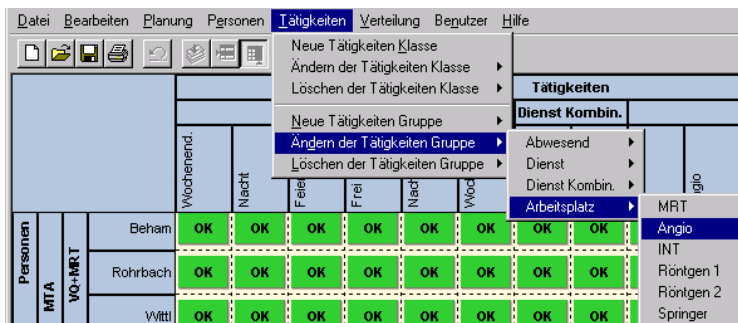 Datei Bearbeiten Planung Personen Tätigkeiten Verteilung Benutzer Hilfe
Neue Tätigkeiten Klasse
Ändern der Tätigkeiten Klasse
Löschen der Tätigkeiten Klasse
Neue Tätigkeiten Gruppe
Ändern der Tätigkeiten Gruppe
Löschen der Tätigkeiten Gruppe
Abwesend
Dienst
Dienst Kombin.
Arbeitsplatz
MRT
Angio
INT
Röntgen 1
Röntgen 2
Springer
Tätigkeiten
Dienst Kombin.
Wochenend.
Nacht
Frei
Nacht
Personen
MTA
VQ+MRT
Beham OK OK OK OK OK OK OK OK
Rohrbach OK OK OK OK OK OK OK OK
Wittl OK OK OK OK OK OK OK OK